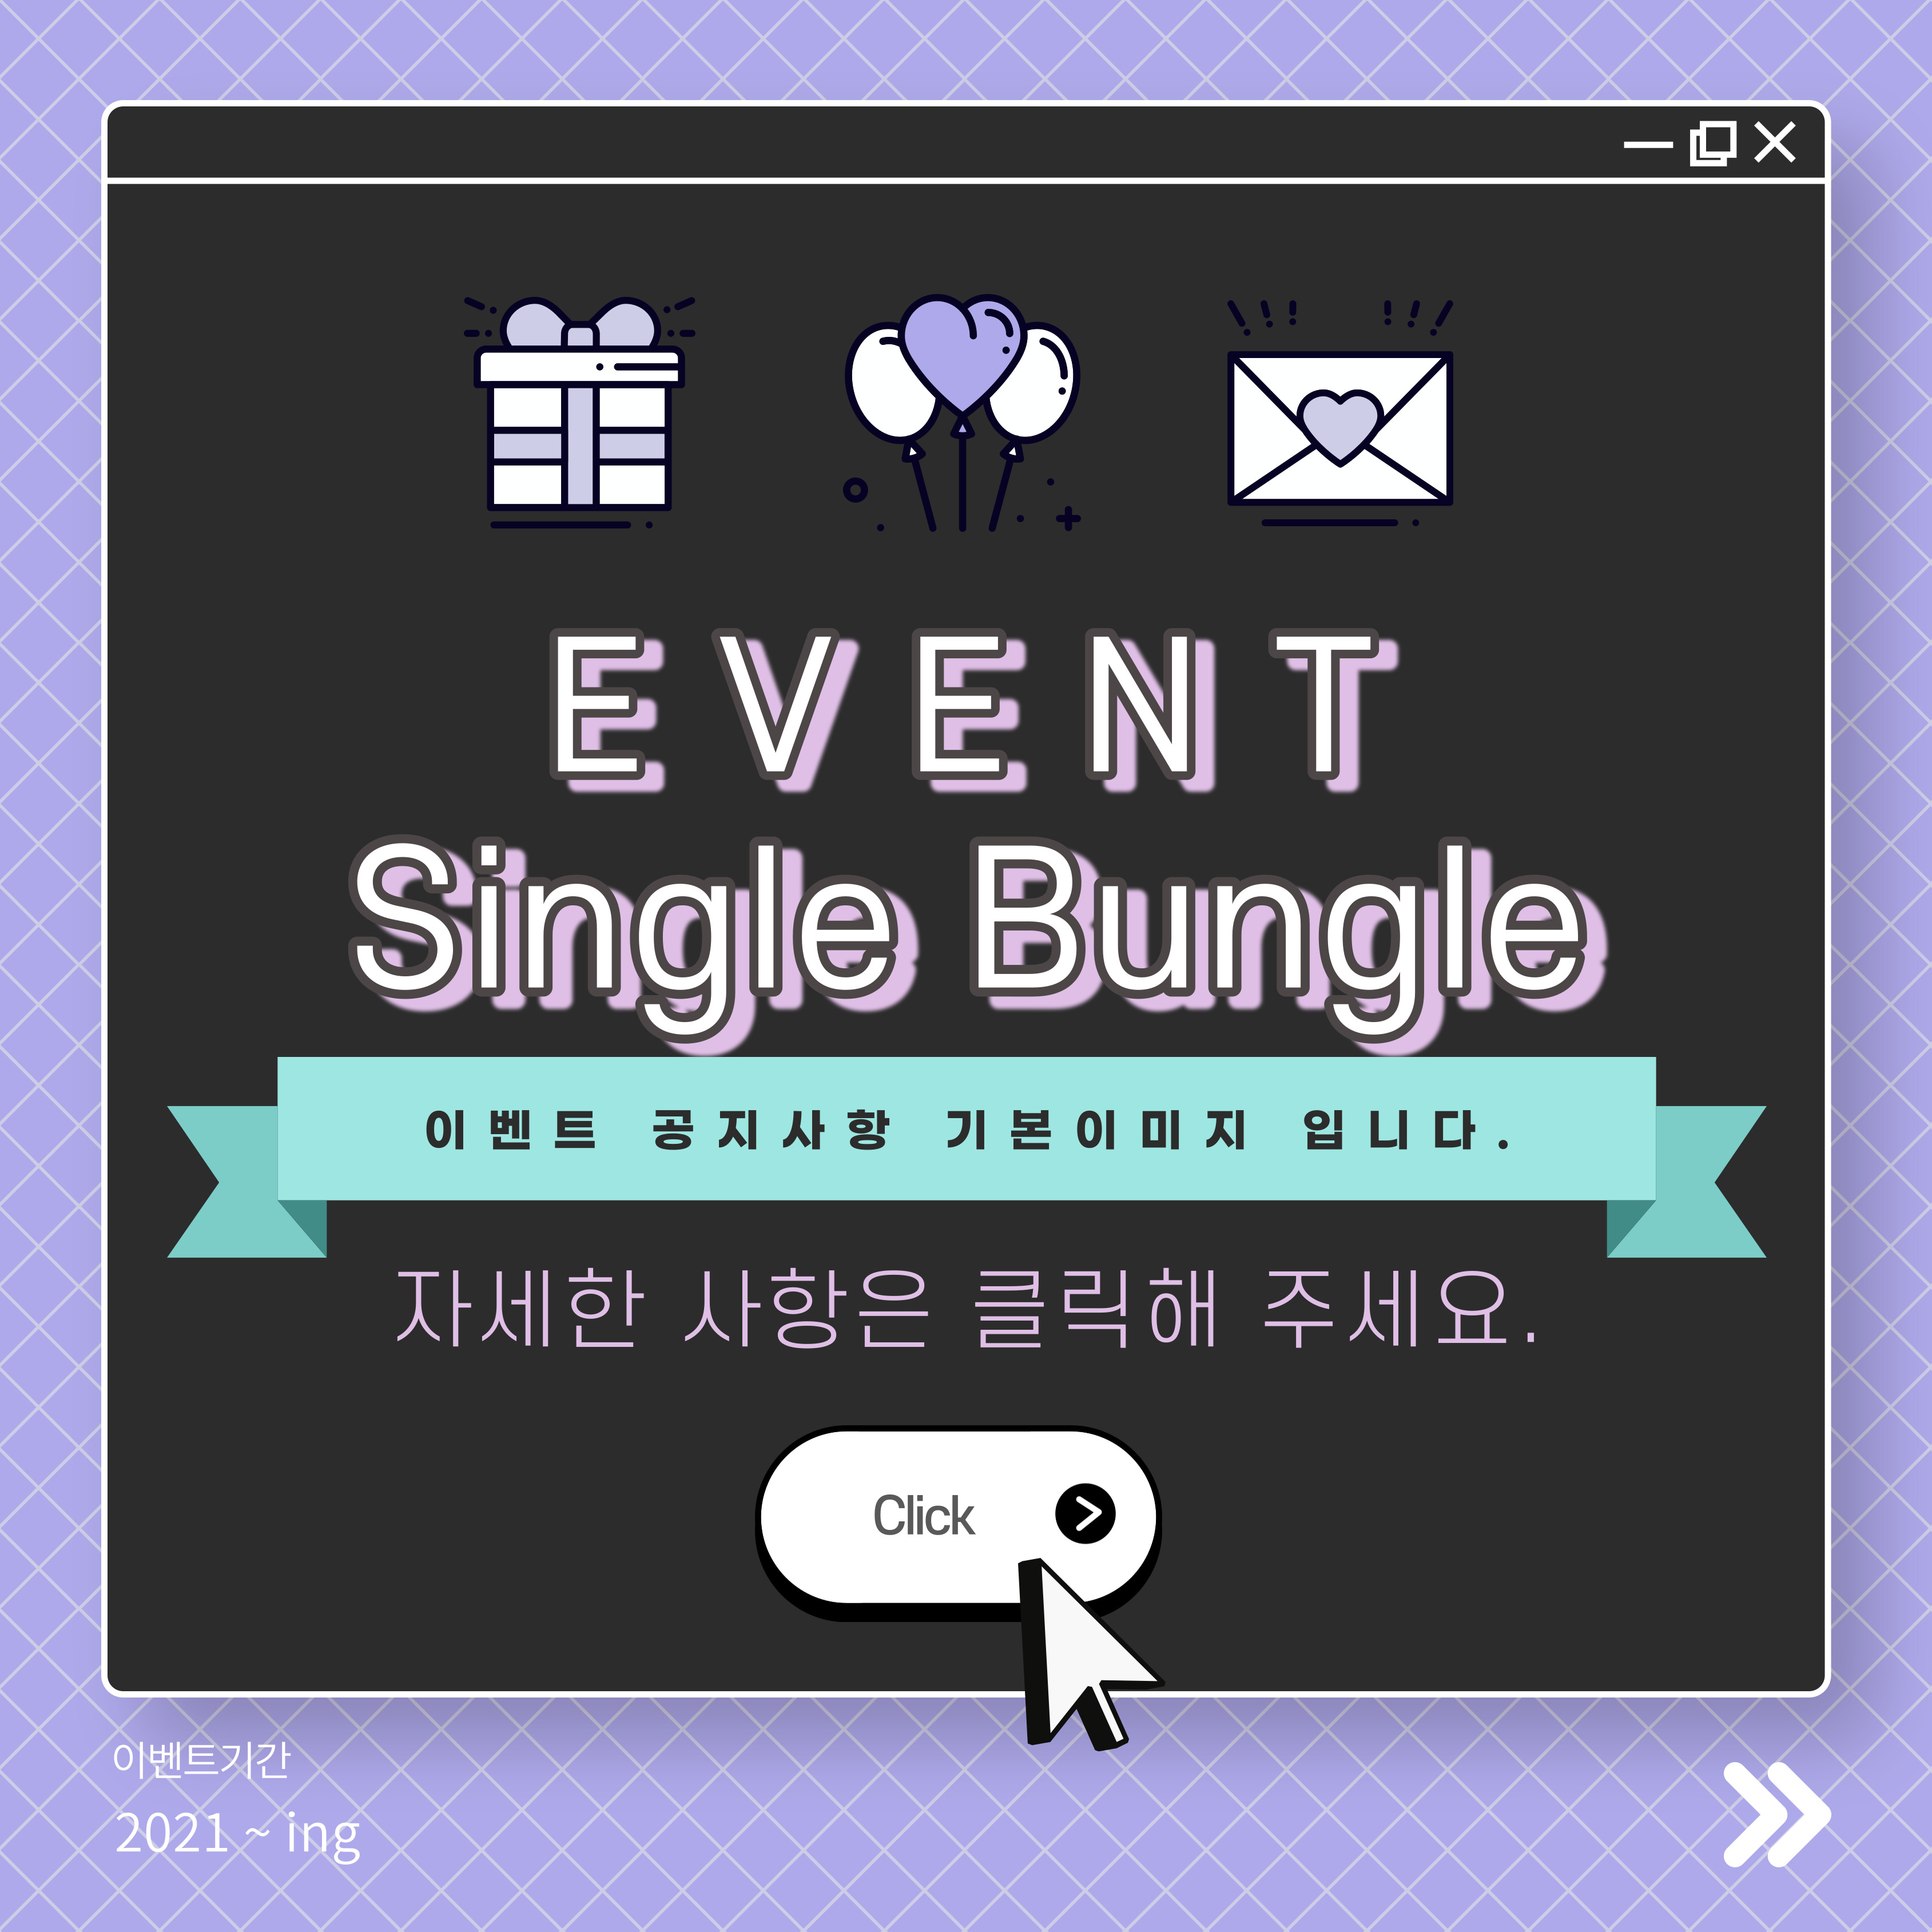 EVENT
Single Bungle
이벤트 공지사항 기본이미지 입니다.
자세한 사항은 클릭해 주세요.
Click
이벤트기간
2021 ~ ing